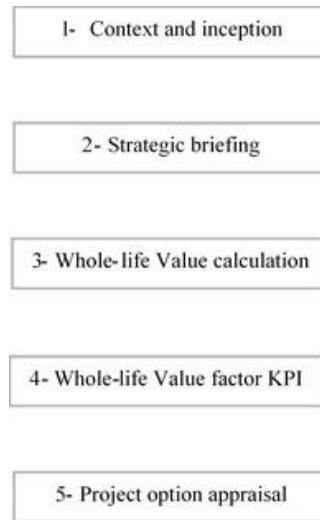 1- Context and inception
2- Strategic briefing
3- Whole-life Value calculation
4- Whole-life Value factor KPI
5- Project option appraisal